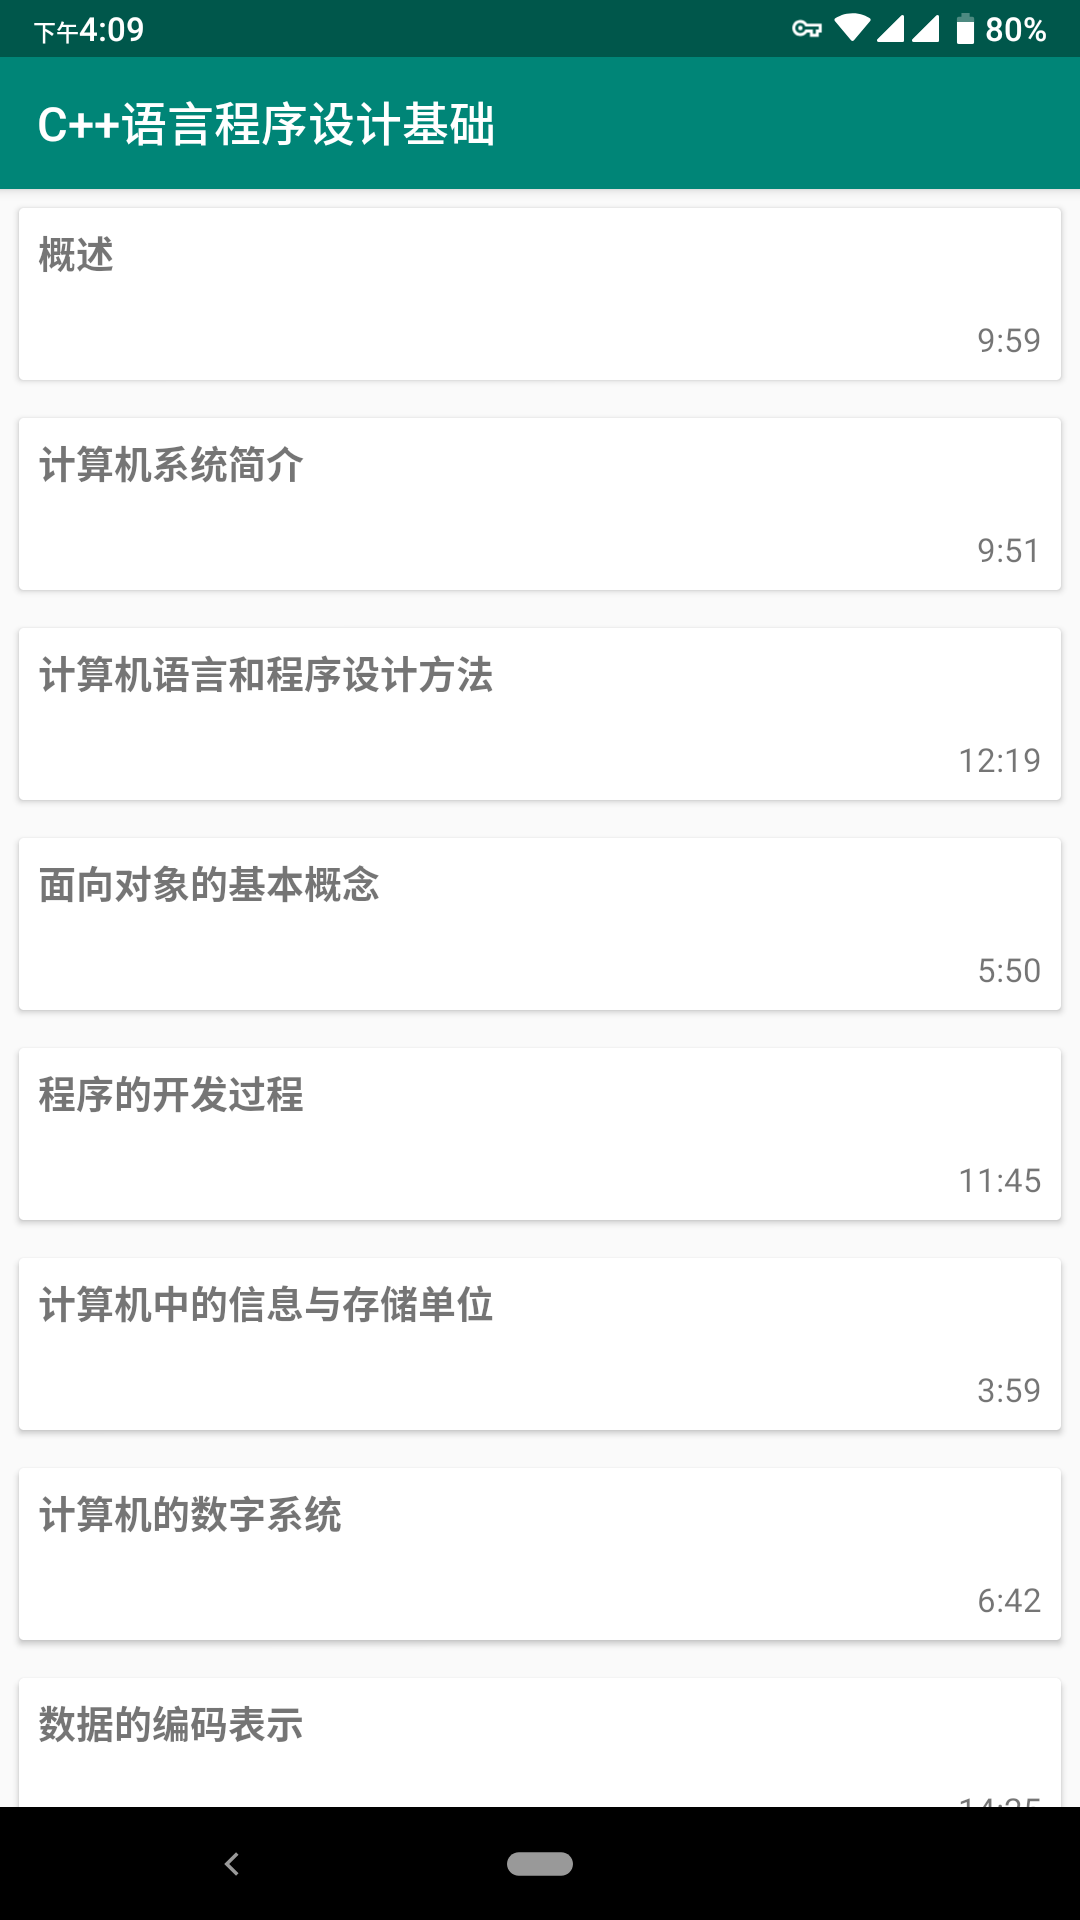 下午4:09 80%
C++语言程序设计基础
概述
9:59
计算机系统简介
9:51
计算机语言和程序设计方法
12:19
面向对象的基本概念
5:50
程序的开发过程
11:45
计算机中的信息与存储单位
3:59
计算机的数字系统
6:42
数据的编码表示